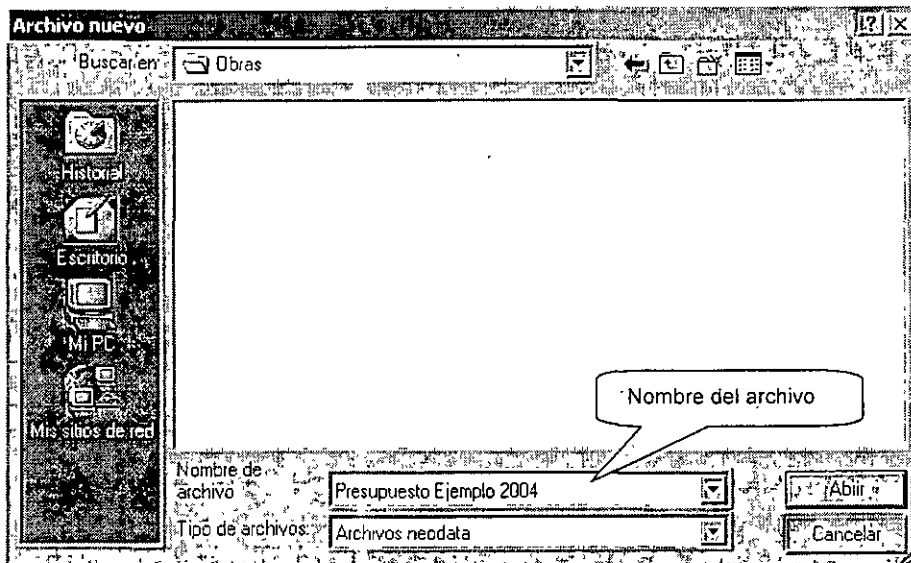 Archivo nuevo
Buscar en
Obras
Historial
Escritorio
Mi PC
Mis sitios de red
Nombre del archivo
Nombre de
archivo
Presupuesto Ejemplo 2004
Abrir
Tipo de archivos:
Archivos neodata
Cancelar